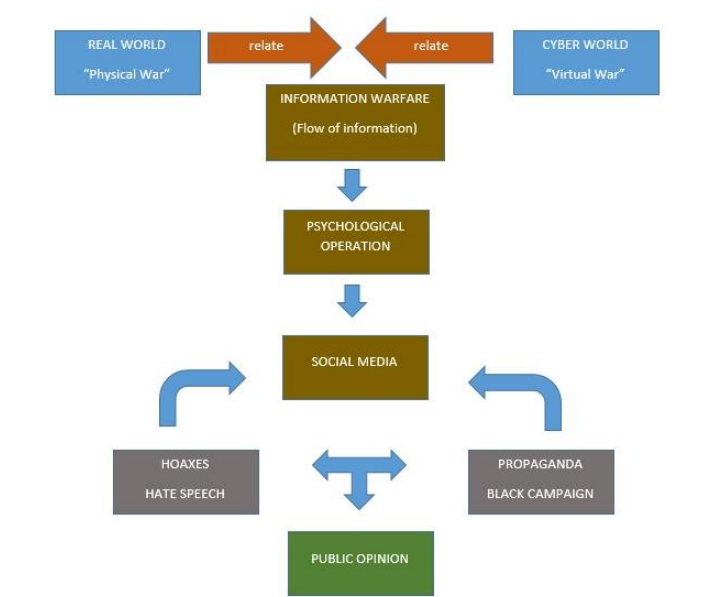 REAL WORLD
"Physical War"
relate
relate
CYBER WORLD
"Virtual War"
INFORMATION WARFARE
(Flow of information)
PSYCHOLOGICAL
OPERATION
SOCIAL MEDIA
HOAXES
HATE SPEECH
PROPAGANDA
BLACK CAMPAIGN
PUBLIC OPINION